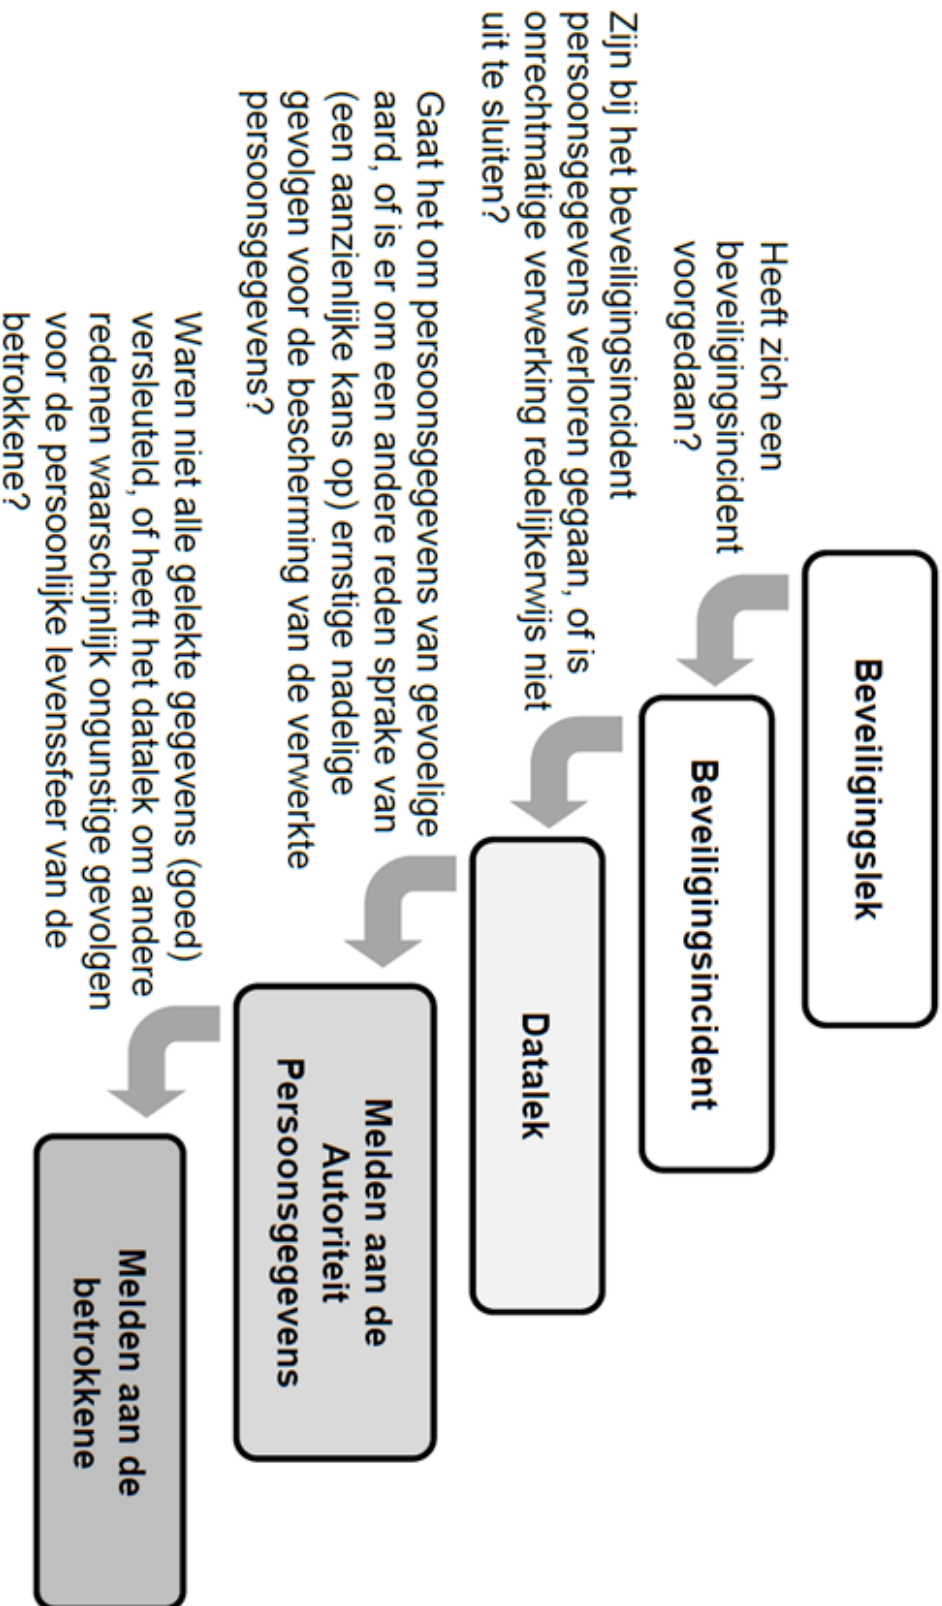 Beveiligingslek
Heeft zich een
beveiligingsincident
voorgedaan?
Beveiligingsincident
Zijn bij het beveiligingsincident
persoonsgegevens verloren gegaan, of is
onrechtmatige verwerking redelijkerwijs niet
uit te sluiten?
Datalek
Gaat het om persoonsgegevens van gevoelige
aard, of is er om een andere reden sprake van
(een aanzienlijke kans op) ernstige nadelige
gevolgen voor de bescherming van de verwerkte
persoonsgegevens?
Melden aan de
Autoriteit
Persoonsgegevens
Waren niet alle gelekte gegevens (goed)
versleuteld, of heeft het datalek om andere
redenen waarschijnlijk ongunstige gevolgen
voor de persoonlijke levenssfeer van de
betrokkene?
Melden aan de
betrokkene